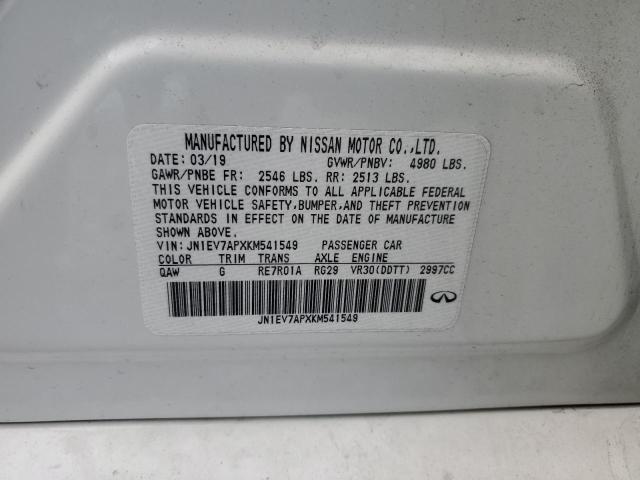 MANUFACTURED BY NISSAN MOTOR CO.,LTD.
DATE: 03/19 GVWR/PNBV: 4980 LBS.
GAWR/PNBE FR: 2546 LBS. RR: 2513 LBS.
THIS VEHICLE CONFORMS TO ALL APPLICABLE FEDERAL
MOTOR VEHICLE SAFETY,BUMPER,AND THEFT PREVENTION
STANDARDS IN EFFECT ON THE DATE OF MANUFACTURE
SHOWN ABOVE.
VIN: JN1EV7APXKM541549 PASSENGER CAR
COLOR TRIM TRANS AXLE ENGINE
QAW G RE7R01A RG29 VR30(DDTT) 2997CC
JN1EV7APXKM541549